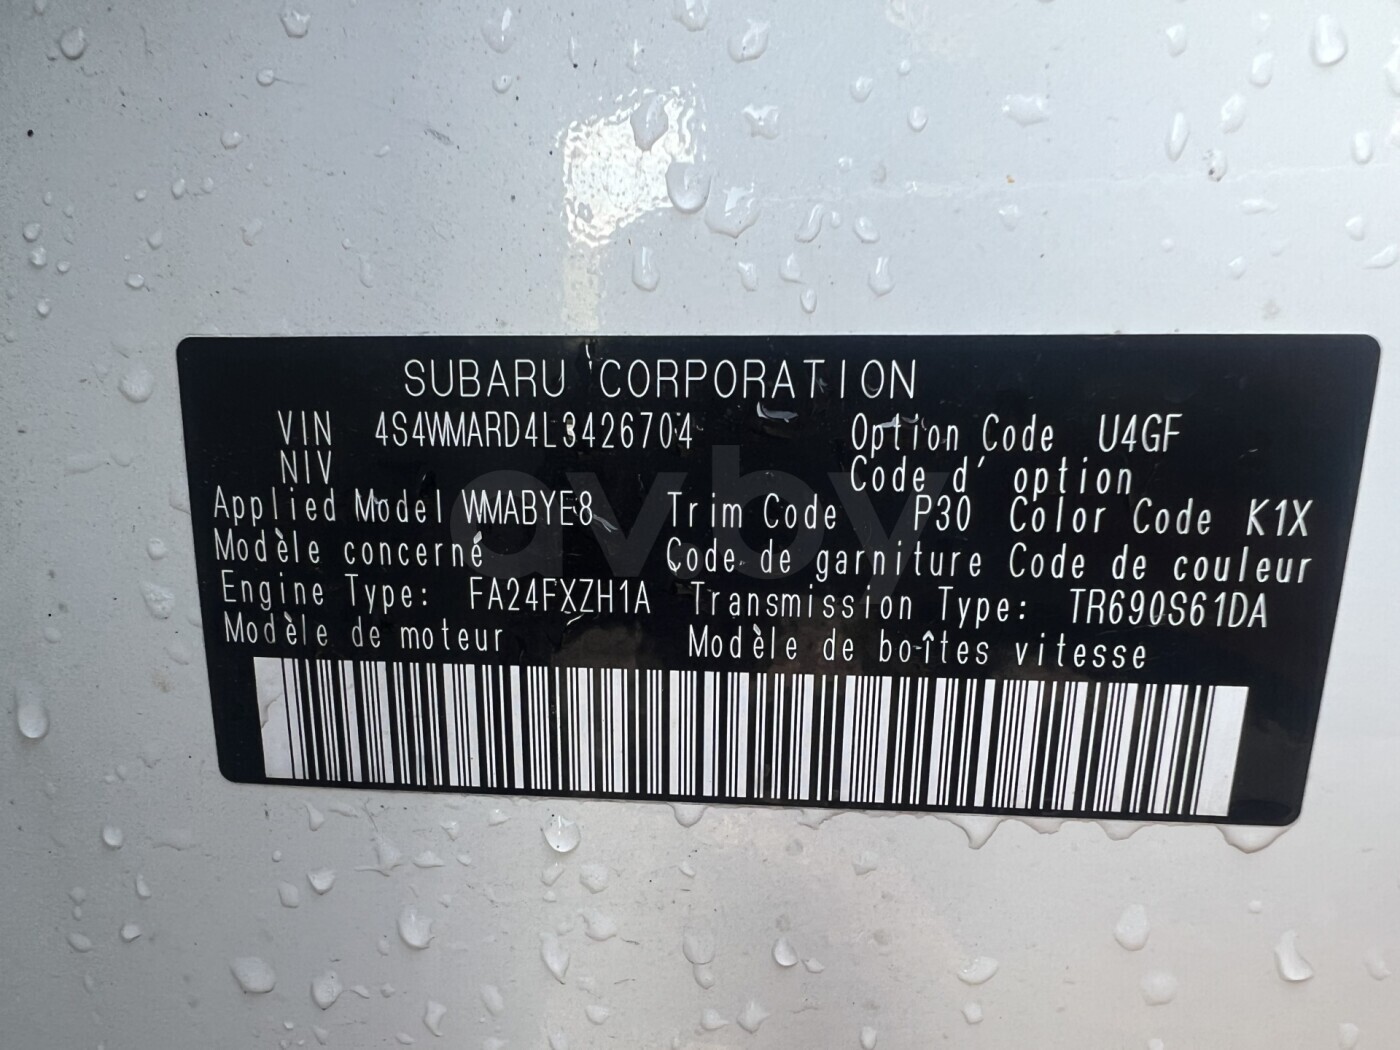 SUBARU CORPORATION
VIN 4S4WMARD4L3426704 Option Code U4GF
NIV Code d' option
Applied Model WMABYE8 Trim Code P30 Color Code K1X
Modèle concerné Code de garniture Code de couleur
Engine Type: FA24FXZH1A Transmission Type: TR690S61DA
Modèle de moteur Modèle de boîtes vitesse
av.by